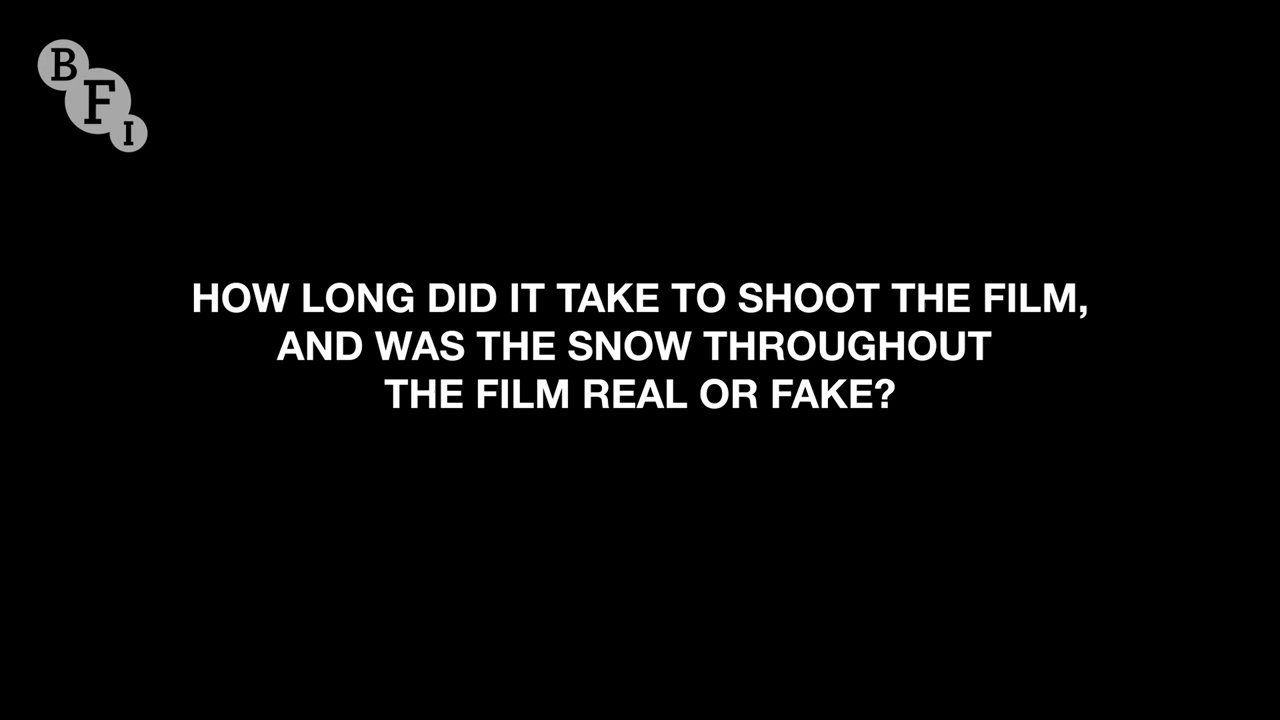 BFI
HOW LONG DID IT TAKE TO SHOOT THE FILM,
AND WAS THE SNOW THROUGHOUT
THE FILM REAL OR FAKE?